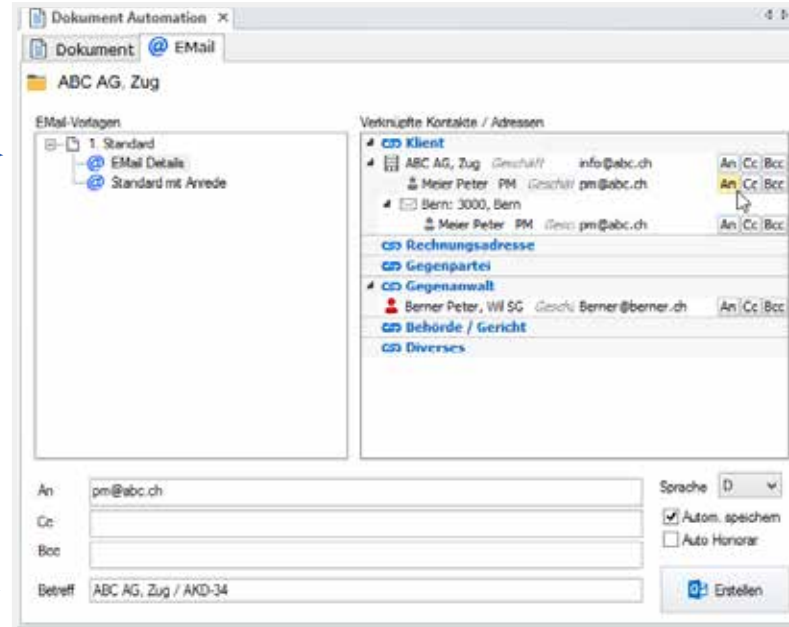 Dokument Automation
Dokument @ EMail
ABC AG, Zug
EMail-Vorlagen
1. Standard
@ EMail Details
@ Standard mt Anrede
Verknüpfte Kontakte / Adressen
Klient
ABC AG, Zug Geschäft info@abc.ch An Cc Bcc
Meier Peter PM Geschäf pm@abc.ch An Cc Bcc
Bern: 3000, Bern
Meier Peter PM Gesc pm@abc.ch An Cc Bcc
Rechnungsadresse
Gegenpartei
Gegenanwalt
Berner Peter, Wil SG Geschä Berner@berner.ch An Cc Bcc
Behörde / Gericht
Diverses
An pm@abc.ch
Cc
Bcc
Betreff ABC AG, Zug / AKD-34
Sprache D
Autom. speichern
Auto Honorar
Erstellen